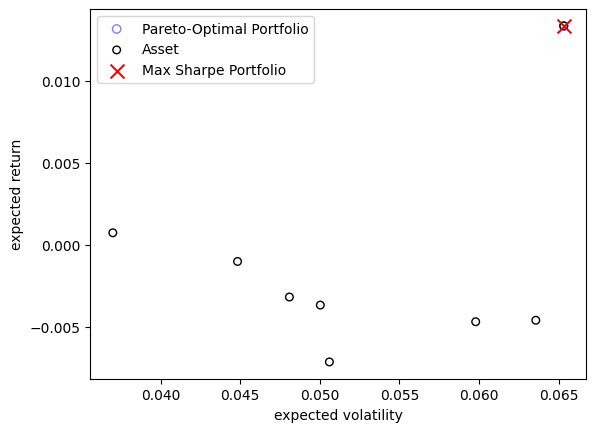 Pareto-Optimal Portfolio
Asset
Max Sharpe Portfolio
expected return
0.010
0.005
0.000
−0.005
0.040 0.045 0.050 0.055 0.060 0.065
expected volatility